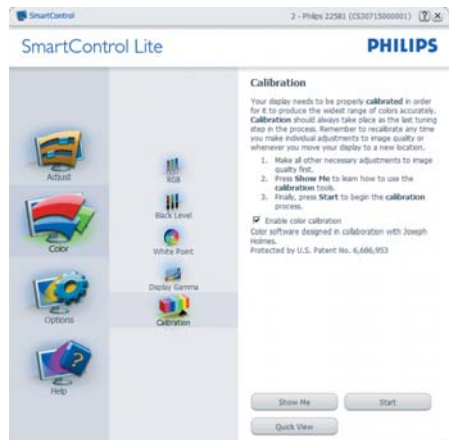 SmartControl
2 - Philips 225B1 (CS30715000001)
SmartControl Lite
PHILIPS
Adjust
Color
Options
Help
RGB
Black Level
White Point
Display Gamma
Calibration
Calibration
Your display needs to be properly calibrated in order
for it to produce the widest range of colors accurately.
Calibration should always take place as the last tuning
step in the process. Remember to recalibrate any time
you make individual adjustments to image quality or
whenever you move your display to a new location.
1. Make all other necessary adjustments to image
quality first.
2. Press Show Me to learn how to use the
calibration tools.
3. Finally, press Start to begin the calibration
process.
Enable color calibration
Color software designed in collaboration with Joseph
Holmes.
Protected by U.S. Patent No. 6,686,953
Show Me
Start
Quick View